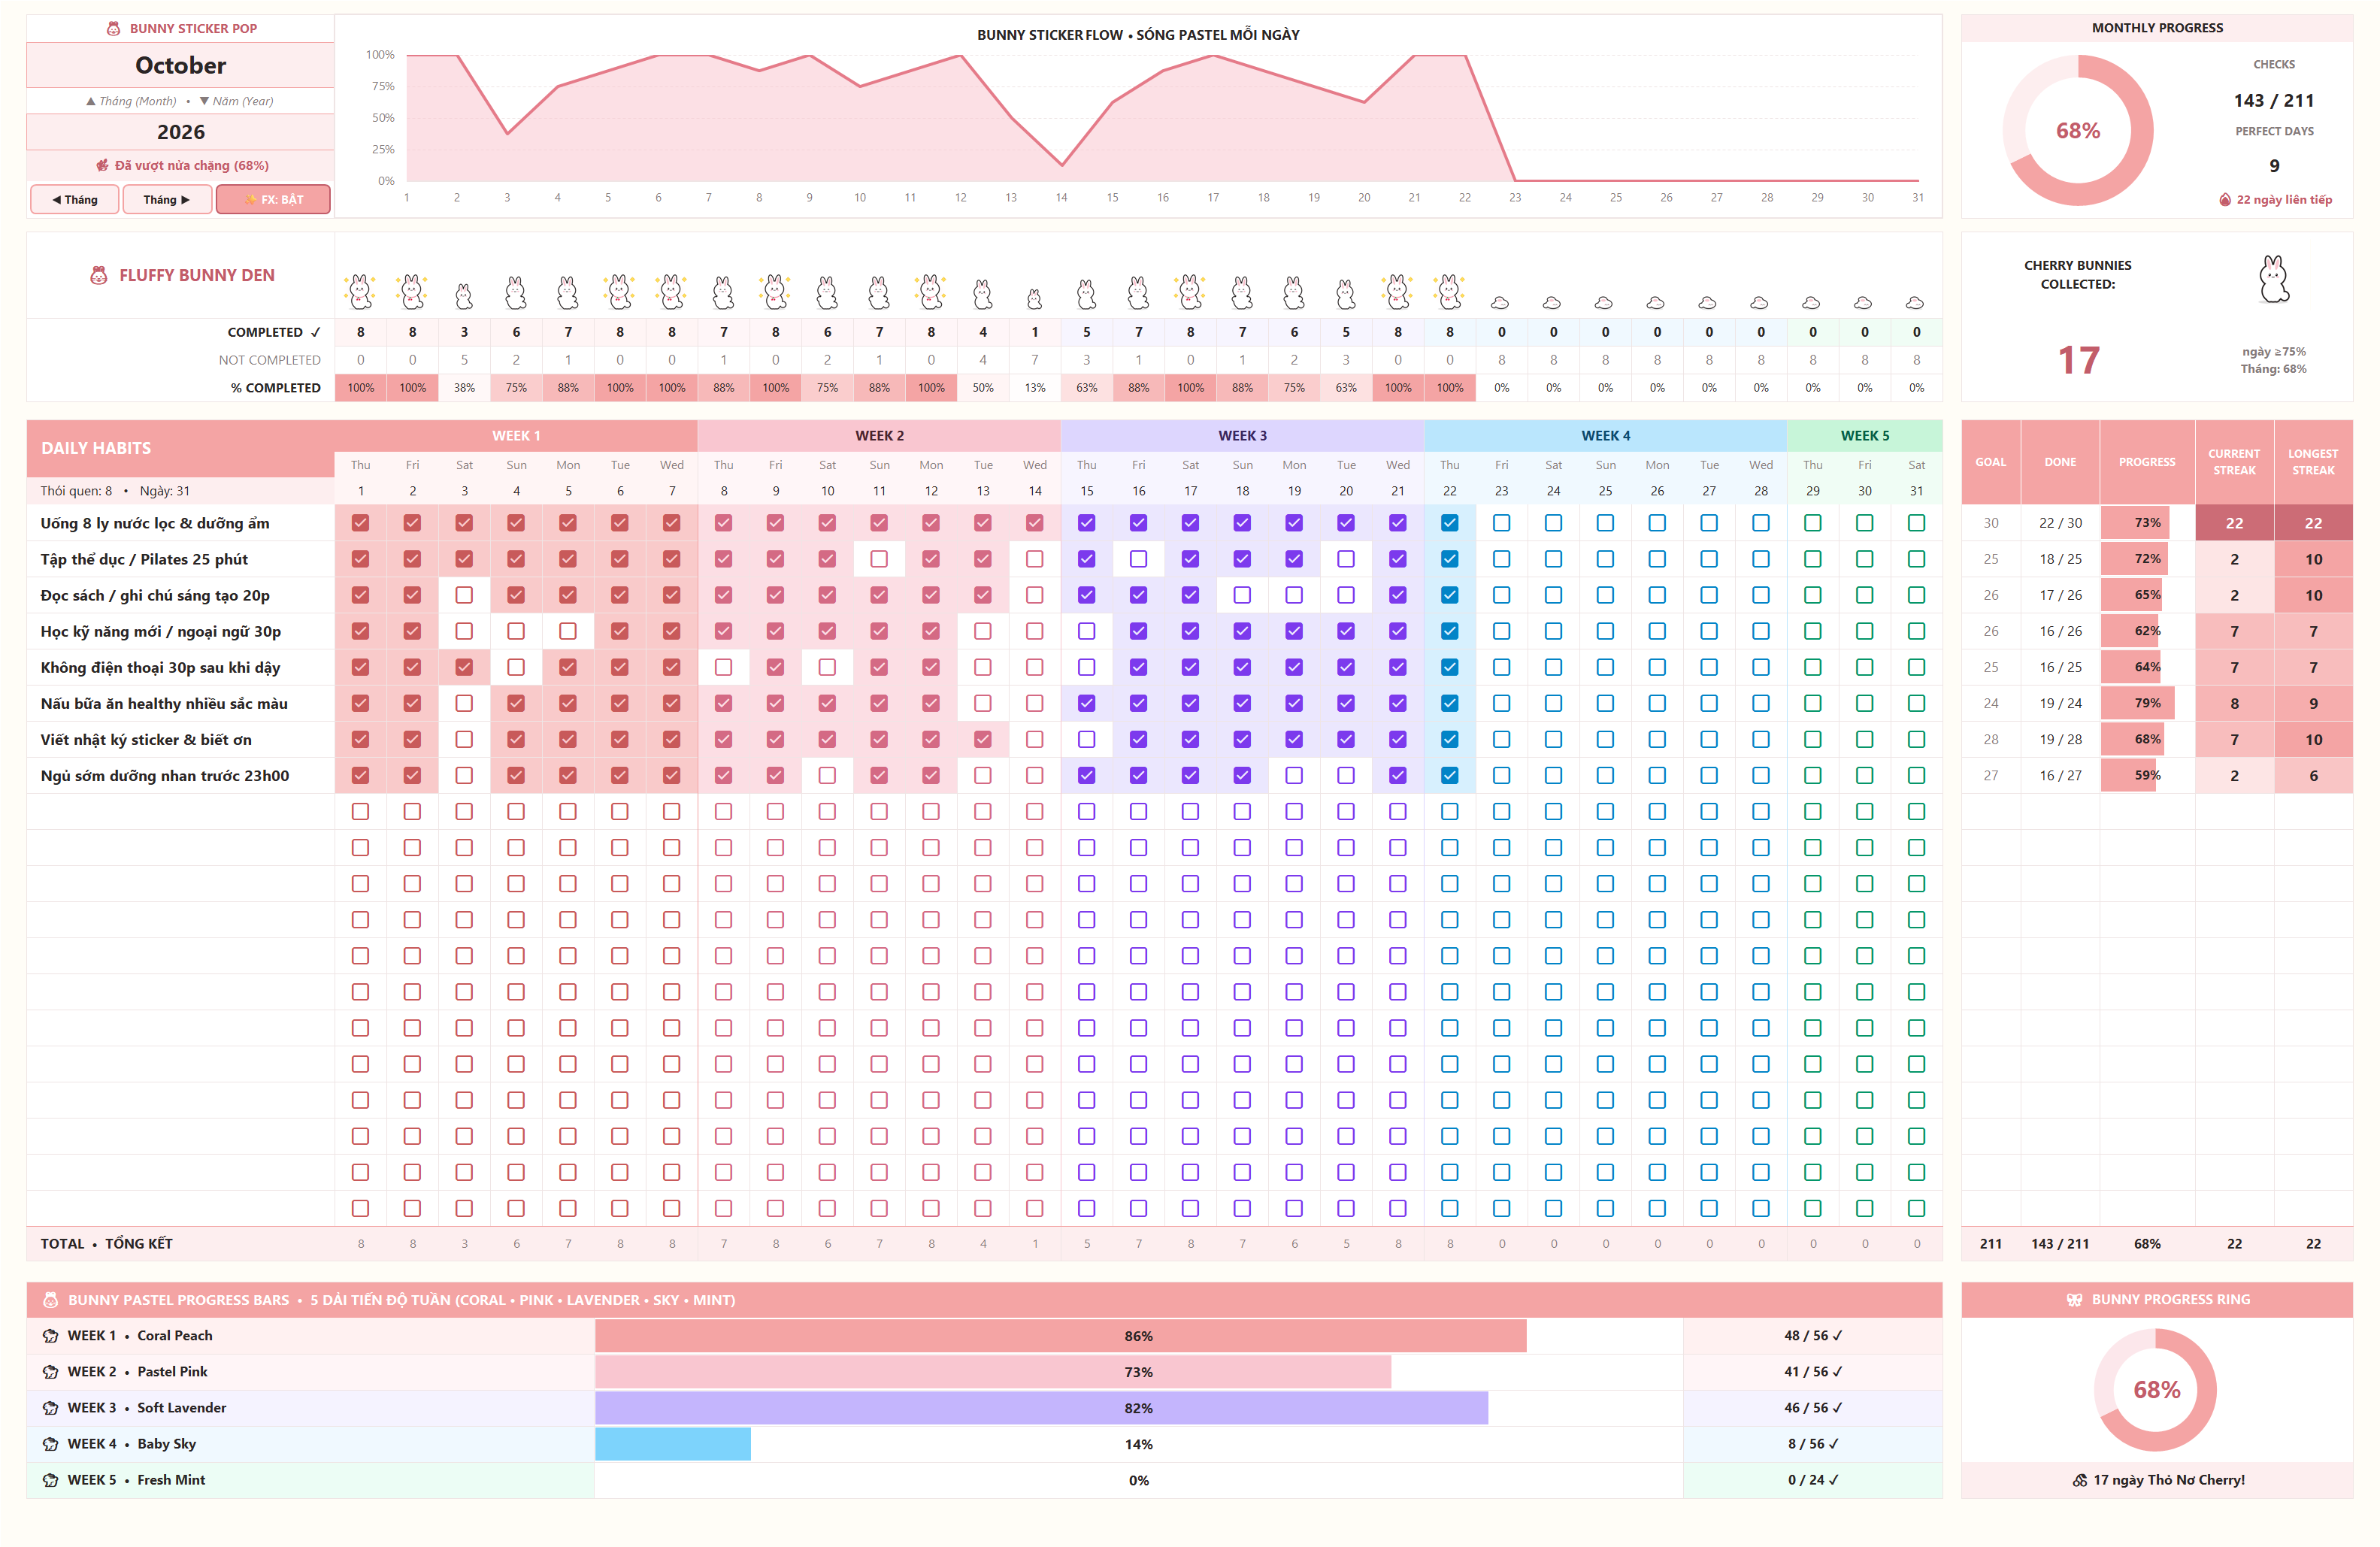 BUNNY STICKER POP
October
▲ Tháng (Month) • ▼ Năm (Year)
2026
Đã vượt nửa chặng (68%)
◀ Tháng Tháng ▶ ✨ FX: BẬT
BUNNY STICKER FLOW • SÓNG PASTEL MỖI NGÀY
100%
75%
50%
25%
0%
1 2 3 4 5 6 7 8 9 10 11 12 13 14 15 16 17 18 19 20 21 22 23 24 25 26 27 28 29 30 31
MONTHLY PROGRESS
68%
CHECKS
143 / 211
PERFECT DAYS
9
22 ngày liên tiếp
FLUFFY BUNNY DEN
COMPLETED ✓ 8 8 3 6 7 8 8 7 8 6 7 8 4 1 5 7 8 7 6 5 8 8 0 0 0 0 0 0 0 0 0
NOT COMPLETED 0 0 5 2 1 0 0 1 0 2 1 0 4 7 3 1 0 1 2 3 0 0 8 8 8 8 8 8 8 8 8
% COMPLETED 100% 100% 38% 75% 88% 100% 100% 88% 100% 75% 88% 100% 50% 13% 63% 88% 100% 88% 75% 63% 100% 100% 0% 0% 0% 0% 0% 0% 0% 0% 0%
CHERRY BUNNIES
COLLECTED:
17
ngày ≥75%
Tháng: 68%
DAILY HABITS
WEEK 1 WEEK 2 WEEK 3 WEEK 4 WEEK 5
Thu Fri Sat Sun Mon Tue Wed Thu Fri Sat Sun Mon Tue Wed Thu Fri Sat Sun Mon Tue Wed Thu Fri Sat Sun Mon Tue Wed Thu Fri Sat
Thói quen: 8 • Ngày: 31 1 2 3 4 5 6 7 8 9 10 11 12 13 14 15 16 17 18 19 20 21 22 23 24 25 26 27 28 29 30 31
GOAL DONE PROGRESS CURRENT STREAK LONGEST STREAK
Uống 8 ly nước lọc & dưỡng ẩm 30 22 / 30 73% 22 22
Tập thể dục / Pilates 25 phút 25 18 / 25 72% 2 10
Đọc sách / ghi chú sáng tạo 20p 26 17 / 26 65% 2 10
Học kỹ năng mới / ngoại ngữ 30p 26 16 / 26 62% 7 7
Không điện thoại 30p sau khi dậy 25 16 / 25 64% 7 7
Nấu bữa ăn healthy nhiều sắc màu 24 19 / 24 79% 8 9
Viết nhật ký sticker & biết ơn 28 19 / 28 68% 7 10
Ngủ sớm dưỡng nhan trước 23h00 27 16 / 27 59% 2 6
TOTAL • TỔNG KẾT 8 8 3 6 7 8 8 7 8 6 7 8 4 1 5 7 8 7 6 5 8 8 0 0 0 0 0 0 0 0 0 211 143 / 211 68% 22 22
BUNNY PASTEL PROGRESS BARS • 5 DẢI TIẾN ĐỘ TUẦN (CORAL • PINK • LAVENDER • SKY • MINT)
WEEK 1 • Coral Peach 86% 48 / 56 ✓
WEEK 2 • Pastel Pink 73% 41 / 56 ✓
WEEK 3 • Soft Lavender 82% 46 / 56 ✓
WEEK 4 • Baby Sky 14% 8 / 56 ✓
WEEK 5 • Fresh Mint 0% 0 / 24 ✓
BUNNY PROGRESS RING
68%
17 ngày Thỏ Nơ Cherry!